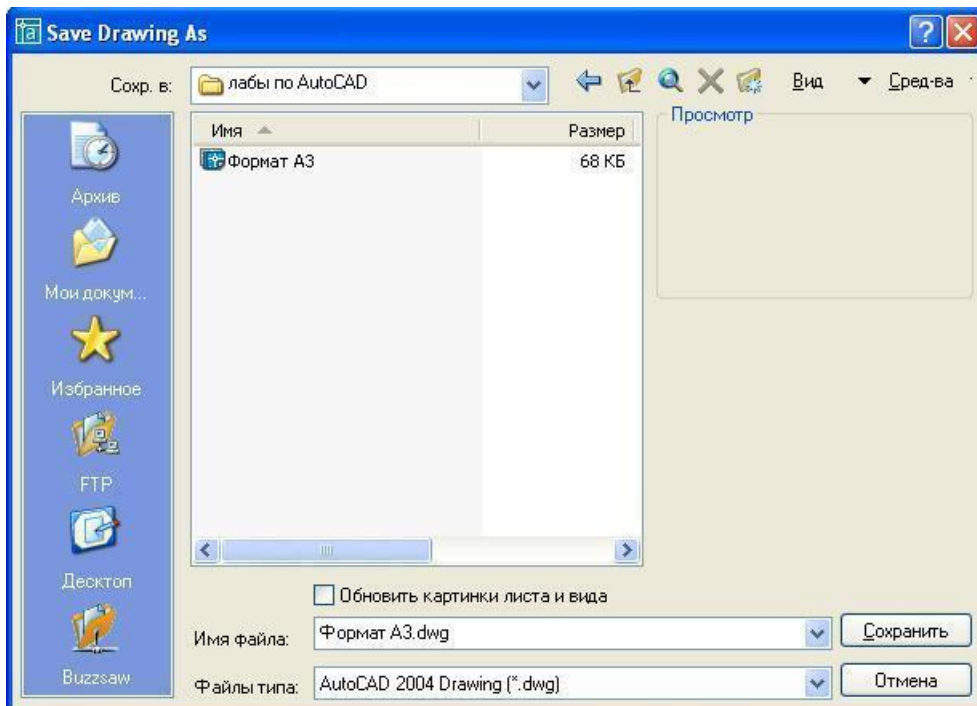 Save Drawing As
Сохр. в: лабы по AutoCAD Вид Сред-ва
Имя Размер Просмотр
Формат А3 68 КБ
Архив
Мои докум...
Избранное
FTP
Десктоп
Buzzsaw
Обновить картинки листа и вида
Имя файла: Формат А3.dwg Сохранить
Файлы типа: AutoCAD 2004 Drawing (*.dwg) Отмена